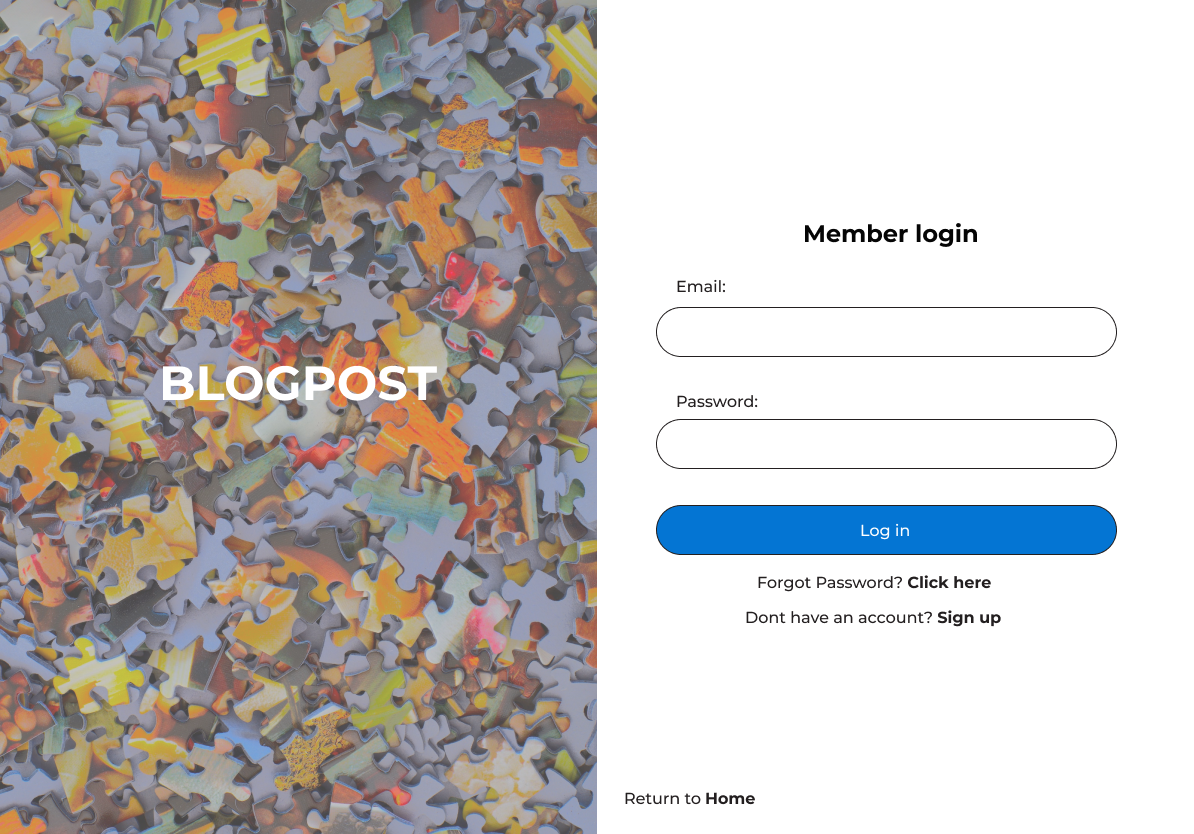 BLOGPOST
Member login
Email:
Password:
Log in
Forgot Password? Click here
Dont have an account? Sign up
Return to Home